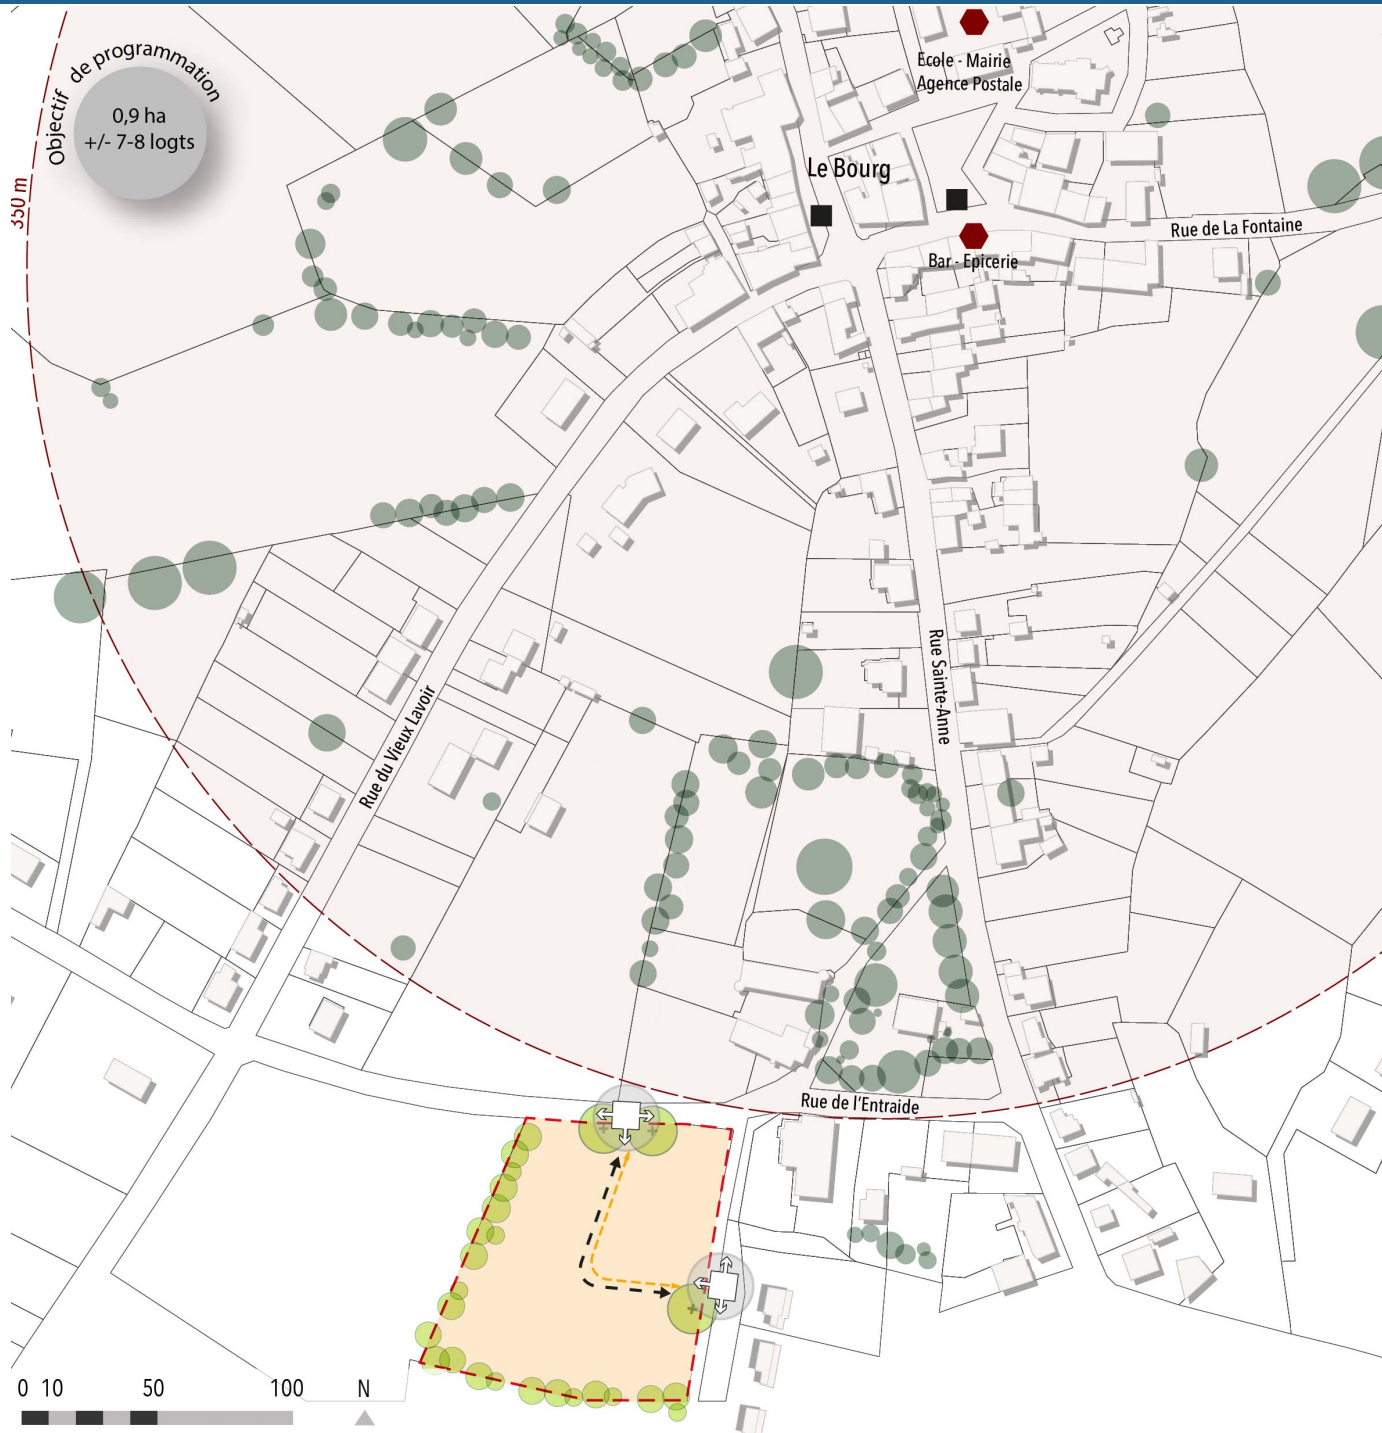 Objectif de programmation
0,9 ha
+/- 7-8 logts
350 m
Ecole - Mairie
Agence Postale
Le Bourg
Rue de La Fontaine
Bar - Epicerie
Rue Sainte-Anne
Rue du Vieux Lavoir
Rue de l'Entraide
0 10 50 100 N